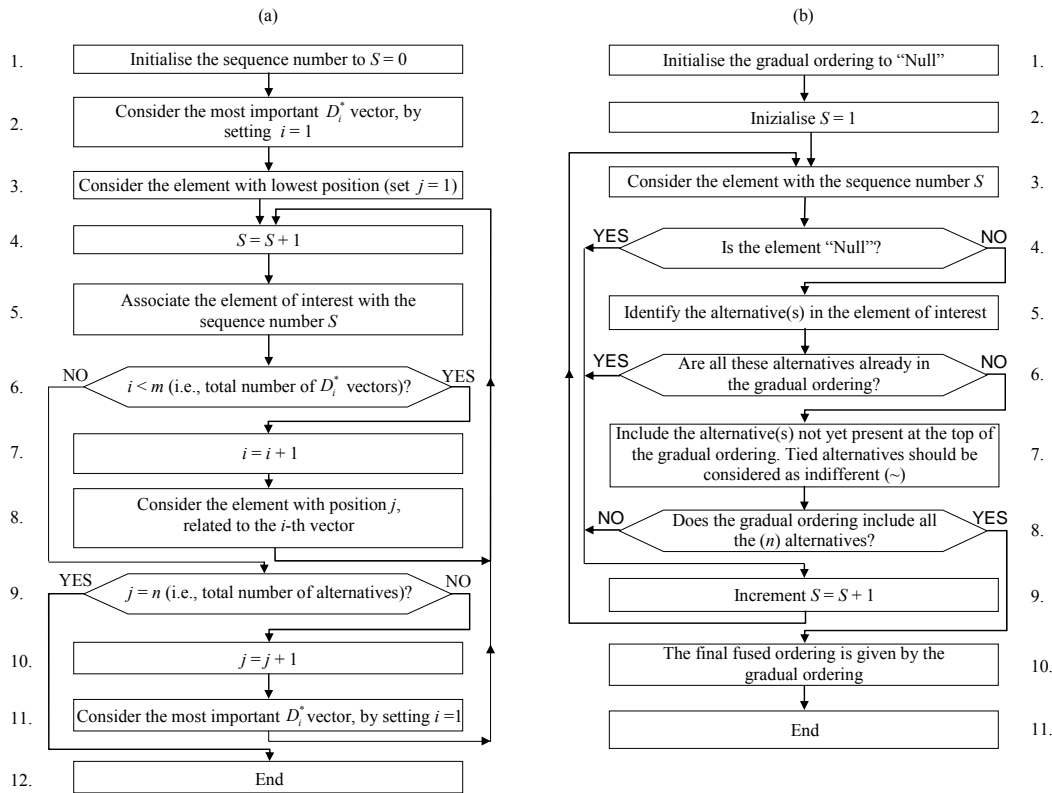 (a)
1.
Initialise the sequence number to S = 0
2.
Consider the most important D_i^* vector, by
setting i = 1
3.
Consider the element with lowest position (set j = 1)
4.
S = S + 1
5.
Associate the element of interest with the
sequence number S
6.
NO
i < m (i.e., total number of D_i^* vectors)?
YES
7.
i = i + 1
8.
Consider the element with position j,
related to the i-th vector
9.
YES
j = n (i.e., total number of alternatives)?
NO
10.
j = j + 1
11.
Consider the most important D_i^* vector, by setting i =1
12.
End
(b)
Initialise the gradual ordering to “Null”
1.
Inizialise S = 1
2.
Consider the element with the sequence number S
3.
YES
Is the element “Null”?
NO
4.
Identify the alternative(s) in the element of interest
5.
YES
Are all these alternatives already in
the gradual ordering?
NO
6.
Include the alternative(s) not yet present at the top of
the gradual ordering. Tied alternatives should be
considered as indifferent (~)
7.
NO
Does the gradual ordering include all
the (n) alternatives?
YES
8.
Increment S = S + 1
9.
The final fused ordering is given by the
gradual ordering
10.
End
11.